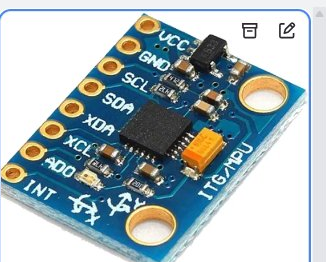 VCC
GND
SCL
SDA
XDA
XCL
ADO
INT
ITG/MPU
X
Y